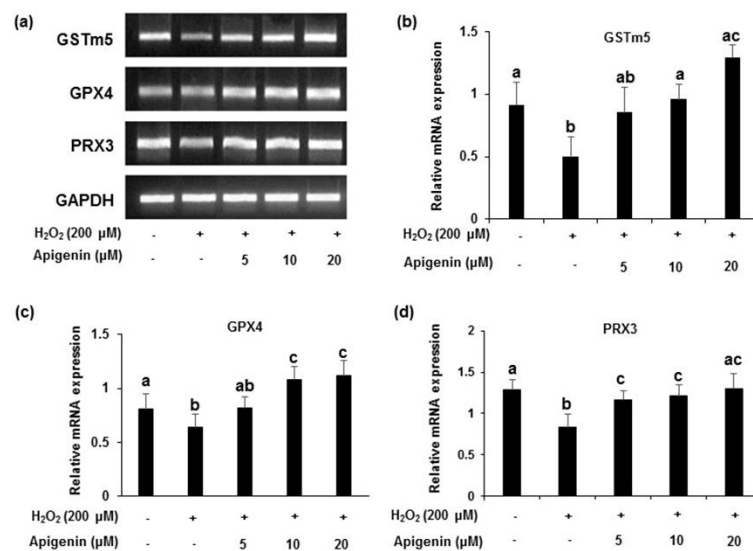 (a)
GSTm5
GPX4
PRX3
GAPDH
H₂O₂ (200 µM) - + + + +
Apigenin (µM) - - 5 10 20
(b)
GSTm5
Relative mRNA expression
1.5
1
0.5
0
a b ab a ac
H₂O₂ (200 µM) - + + + +
Apigenin (µM) - - 5 10 20
(c)
GPX4
Relative mRNA expression
1.5
1
0.5
0
a b ab c c
H₂O₂ (200 µM) - + + + +
Apigenin (µM) - - 5 10 20
(d)
PRX3
Relative mRNA expression
2
1.5
1
0.5
0
a b c c ac
H₂O₂ (200 µM) - + + + +
Apigenin (µM) - - 5 10 20